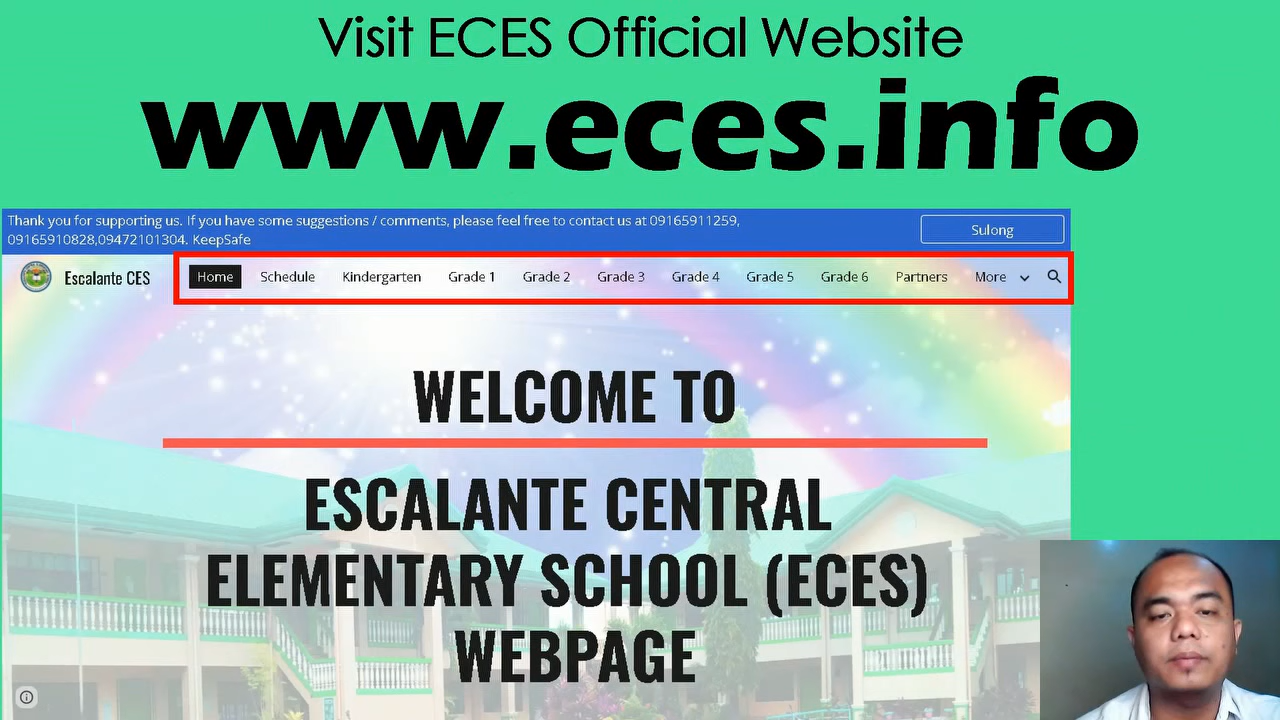 Visit ECES Official Website
www.eces.info
Thank you for supporting us. If you have some suggestions / comments, please feel free to contact us at 09165911259,
09165910828,09472101304. KeepSafe
Sulong
Escalante CES
Home Schedule Kindergarten Grade 1 Grade 2 Grade 3 Grade 4 Grade 5 Grade 6 Partners More
WELCOME TO
ESCALANTE CENTRAL
ELEMENTARY SCHOOL (ECES)
WEBPAGE